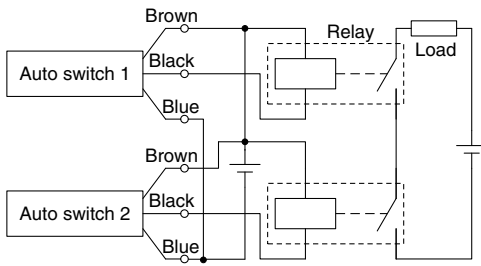 Brown
Relay
Auto switch 1
Black
Load
Blue
Brown
Auto switch 2
Black
Blue